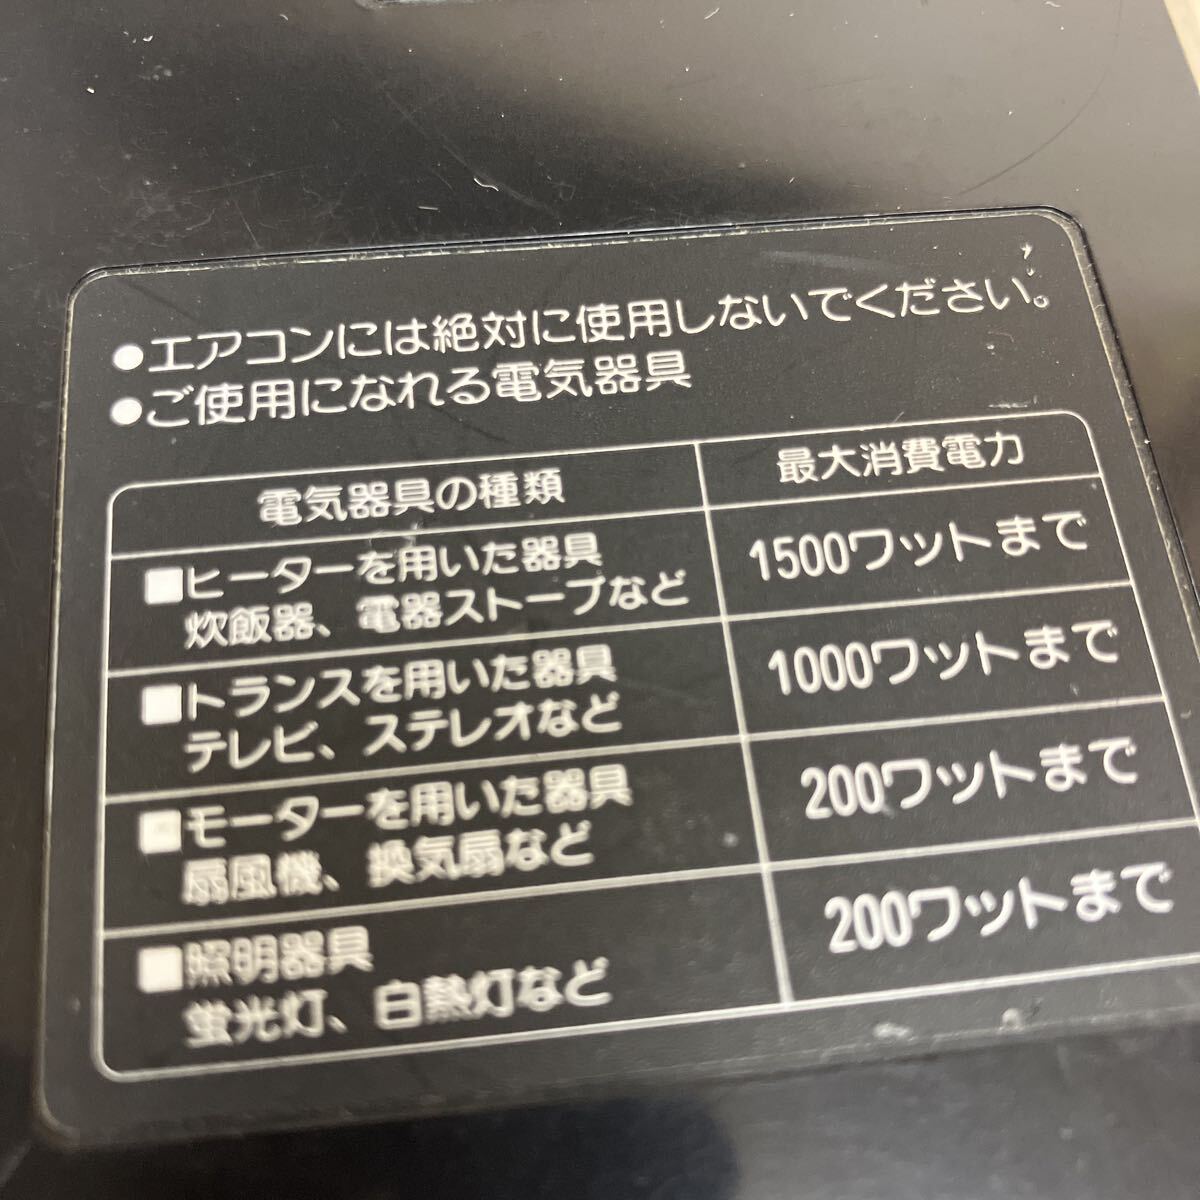 ●エアコンには絶対に使用しないでください。
●ご使用になれる電気器具
電気器具の種類 最大消費電力
■ヒーターを用いた器具
炊飯器、電器ストーブなど 1500ワットまで
■トランスを用いた器具
テレビ、ステレオなど 1000ワットまで
■モーターを用いた器具
扇風機、換気扇など 200ワットまで
■照明器具
蛍光灯、白熱灯など 200ワットまで